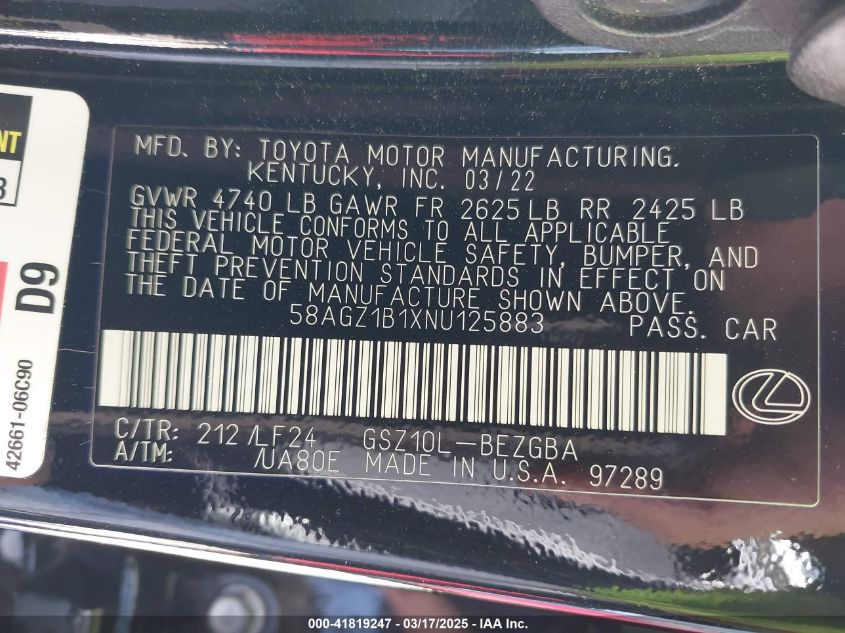 MFD. BY: TOYOTA MOTOR MANUFACTURING.
KENTUCKY, INC. 03/22
GVWR 4740 LB GAWR FR 2625 LB RR 2425 LB
THIS VEHICLE CONFORMS TO ALL APPLICABLE
FEDERAL MOTOR VEHICLE SAFETY, BUMPER, AND
THEFT PREVENTION STANDARDS IN EFFECT ON
THE DATE OF MANUFACTURE SHOWN ABOVE.
58AGZ1B1XNU125883 PASS. CAR
C/TR: 212 /LF24 GSZ10L-BEZGBA
A/TM: /UA80E MADE IN U.S.A. 97289
D9
42661-06C90
000-41819247 - 03/17/2025 - IAA Inc.